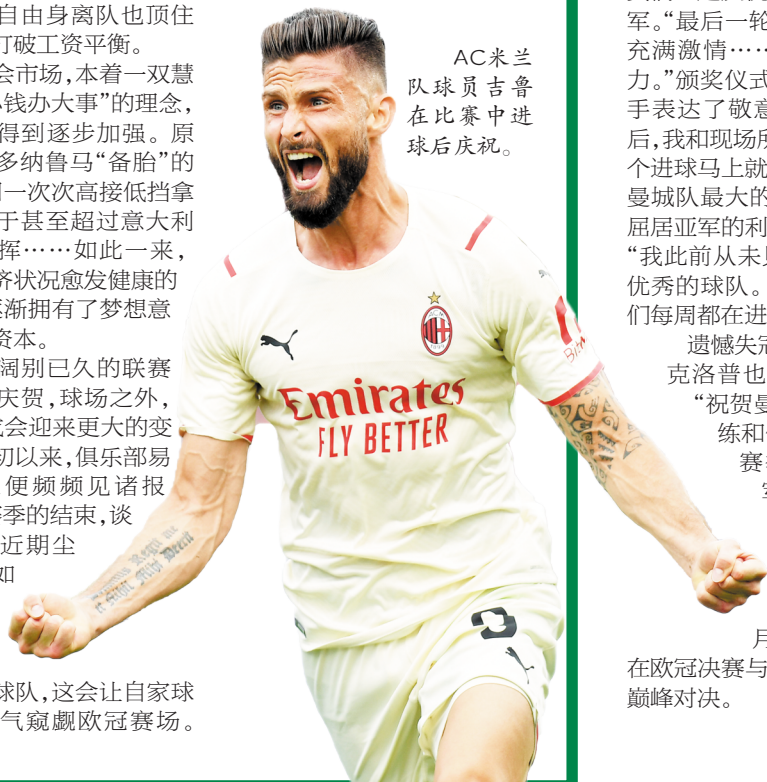 自由身离队也顶住
打破工资平衡。
会市场，本着一双慧
小钱办大事”的理念，
得到逐步加强。原
多纳鲁马“备胎”的
一次次高接低挡拿
于甚至超过意大利
挥……如此一来，
济状况愈发健康的
逐渐拥有了梦想意
资本。
阔别已久的联赛
庆贺，球场之外，
会迎来更大的变
初以来，俱乐部易
便频频见诸报
赛季的结束，谈
近期尘
如
球队，这会让自家球
气窥觑欧冠赛场。
AC米兰
队球员吉鲁
在比赛中进
球后庆祝。
Emirates
FLY BETTER
军。“最后一轮
充满激情……
力。”颁奖仪式
手表达了敬意
后，我和现场所
个进球马上就
曼城队最大的
屈居亚军的利
“我此前从未见
优秀的球队。
们每周都在进
遗憾失冠
克洛普也
“祝贺曼
练和
赛
月
在欧冠决赛与
巅峰对决。